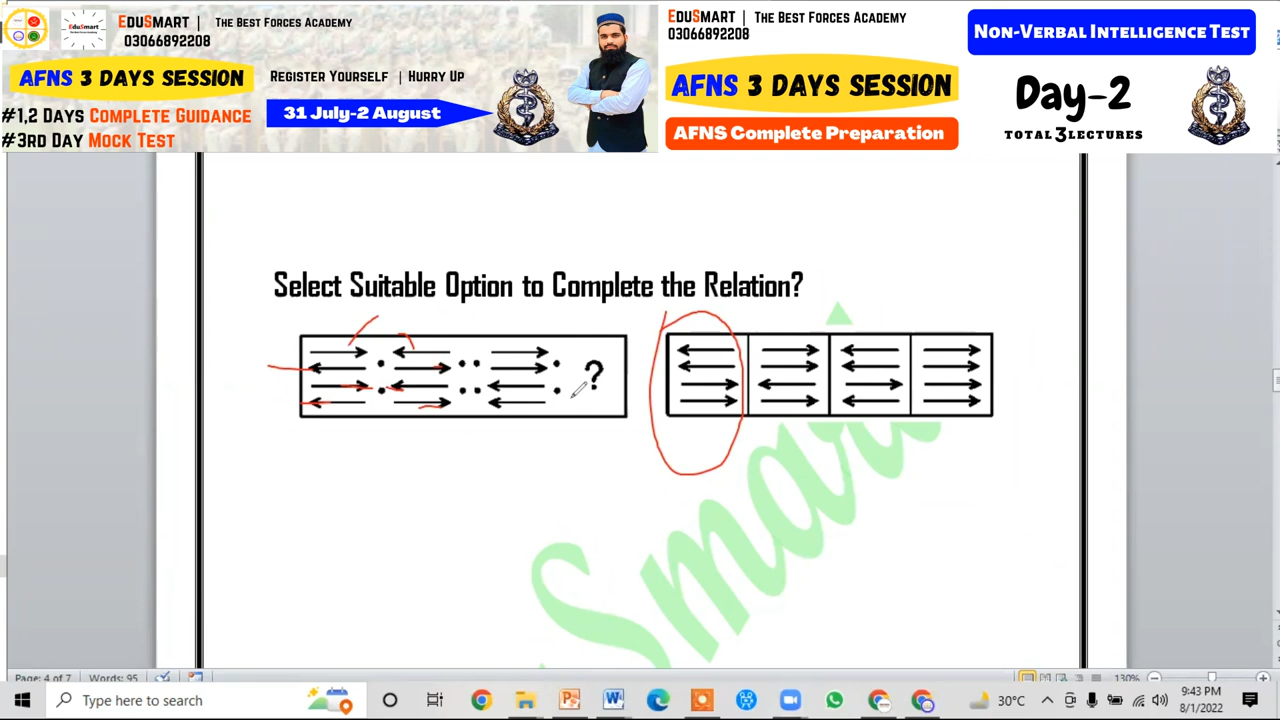 EDUSMART | THE BEST FORCES ACADEMY
03066892208
AFNS 3 DAYS SESSION
REGISTER YOURSELF | HURRY UP
#1,2 DAYS COMPLETE GUIDANCE
31 July-2 August
#3RD DAY MOCK TEST
EDUSMART | THE BEST FORCES ACADEMY
03066892208
AFNS 3 DAYS SESSION
AFNS Complete Preparation
NON-VERBAL INTELLIGENCE TEST
Day-2
TOTAL 3 LECTURES
Select Suitable Option to Complete the Relation?
?
Smart
Page: 4 of 7 Words: 95
130%
Type here to search
30°C
9:43 PM
8/1/2022